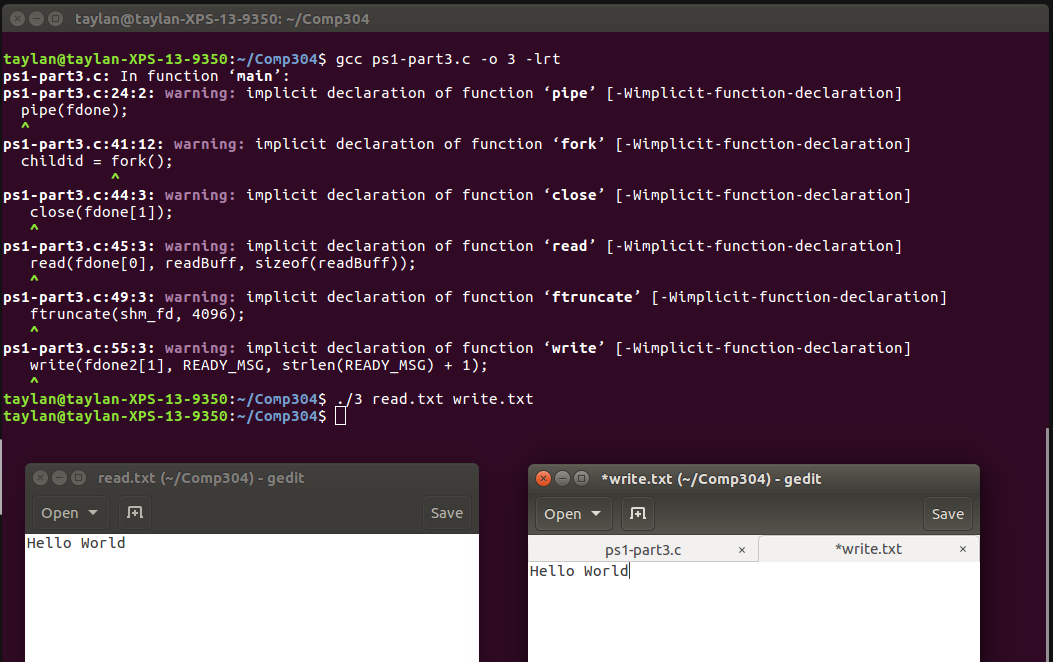 taylan@taylan-XPS-13-9350: ~/Comp304
taylan@taylan-XPS-13-9350:~/Comp304$ gcc ps1-part3.c -o 3 -lrt
ps1-part3.c: In function ‘main’:
ps1-part3.c:24:2: warning: implicit declaration of function ‘pipe’ [-Wimplicit-function-declaration]
  pipe(fdone);
  ^
ps1-part3.c:41:12: warning: implicit declaration of function ‘fork’ [-Wimplicit-function-declaration]
  childid = fork();
            ^
ps1-part3.c:44:3: warning: implicit declaration of function ‘close’ [-Wimplicit-function-declaration]
   close(fdone[1]);
   ^
ps1-part3.c:45:3: warning: implicit declaration of function ‘read’ [-Wimplicit-function-declaration]
   read(fdone[0], readBuff, sizeof(readBuff));
   ^
ps1-part3.c:49:3: warning: implicit declaration of function ‘ftruncate’ [-Wimplicit-function-declaration]
   ftruncate(shm_fd, 4096);
   ^
ps1-part3.c:55:3: warning: implicit declaration of function ‘write’ [-Wimplicit-function-declaration]
   write(fdone2[1], READY_MSG, strlen(READY_MSG) + 1);
   ^
taylan@taylan-XPS-13-9350:~/Comp304$ ./3 read.txt write.txt
taylan@taylan-XPS-13-9350:~/Comp304$
read.txt (~/Comp304) - gedit
Open
Save
Hello World
*write.txt (~/Comp304) - gedit
Open
Save
ps1-part3.c ×
*write.txt ×
Hello World